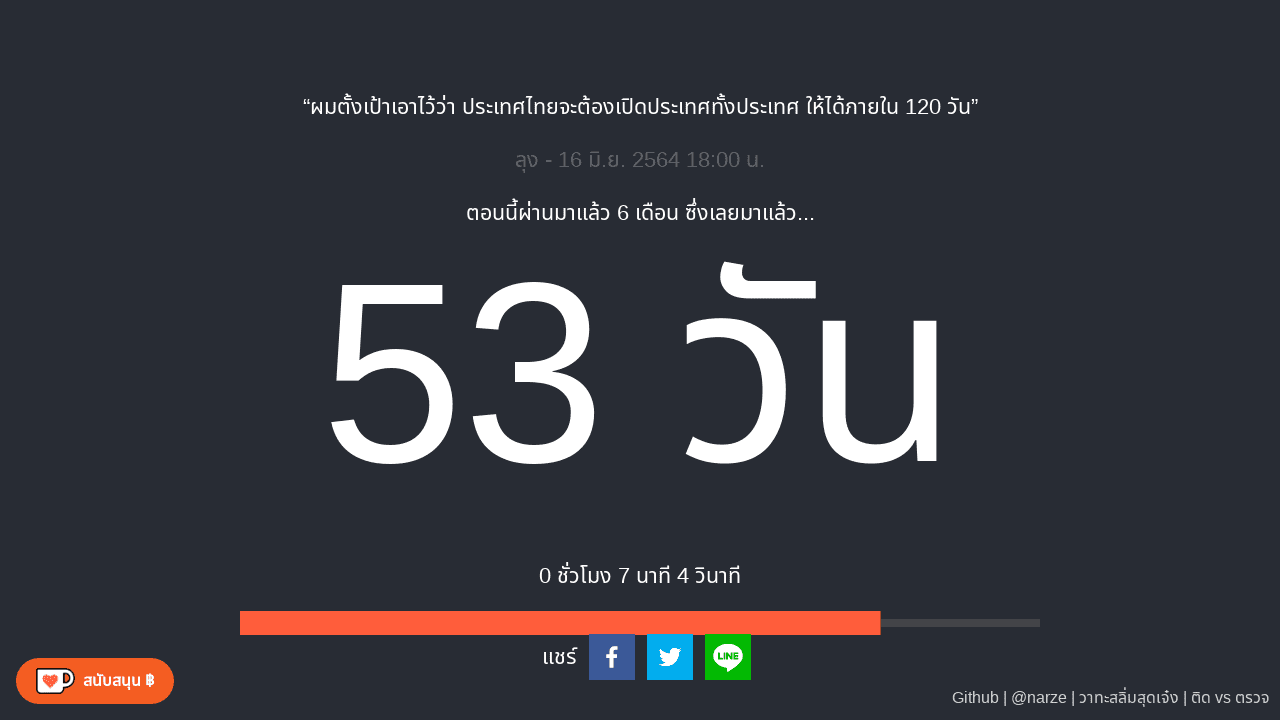 “ผมตั้งเป้าเอาไว้ว่า ประเทศไทยจะต้องเปิดประเทศทั้งประเทศ ให้ได้ภายใน 120 วัน”
ลุง - 16 มิ.ย. 2564 18:00 น.
ตอนนี้ผ่านมาแล้ว 6 เดือน ซึ่งเลยมาแล้ว...
53 วัน
0 ชั่วโมง 7 นาที 4 วินาที
แชร์
LINE
สนับสนุน ฿
Github | @narze | วาทะสลิ่มสุดเจ๋ง | ติด vs ตรวจ